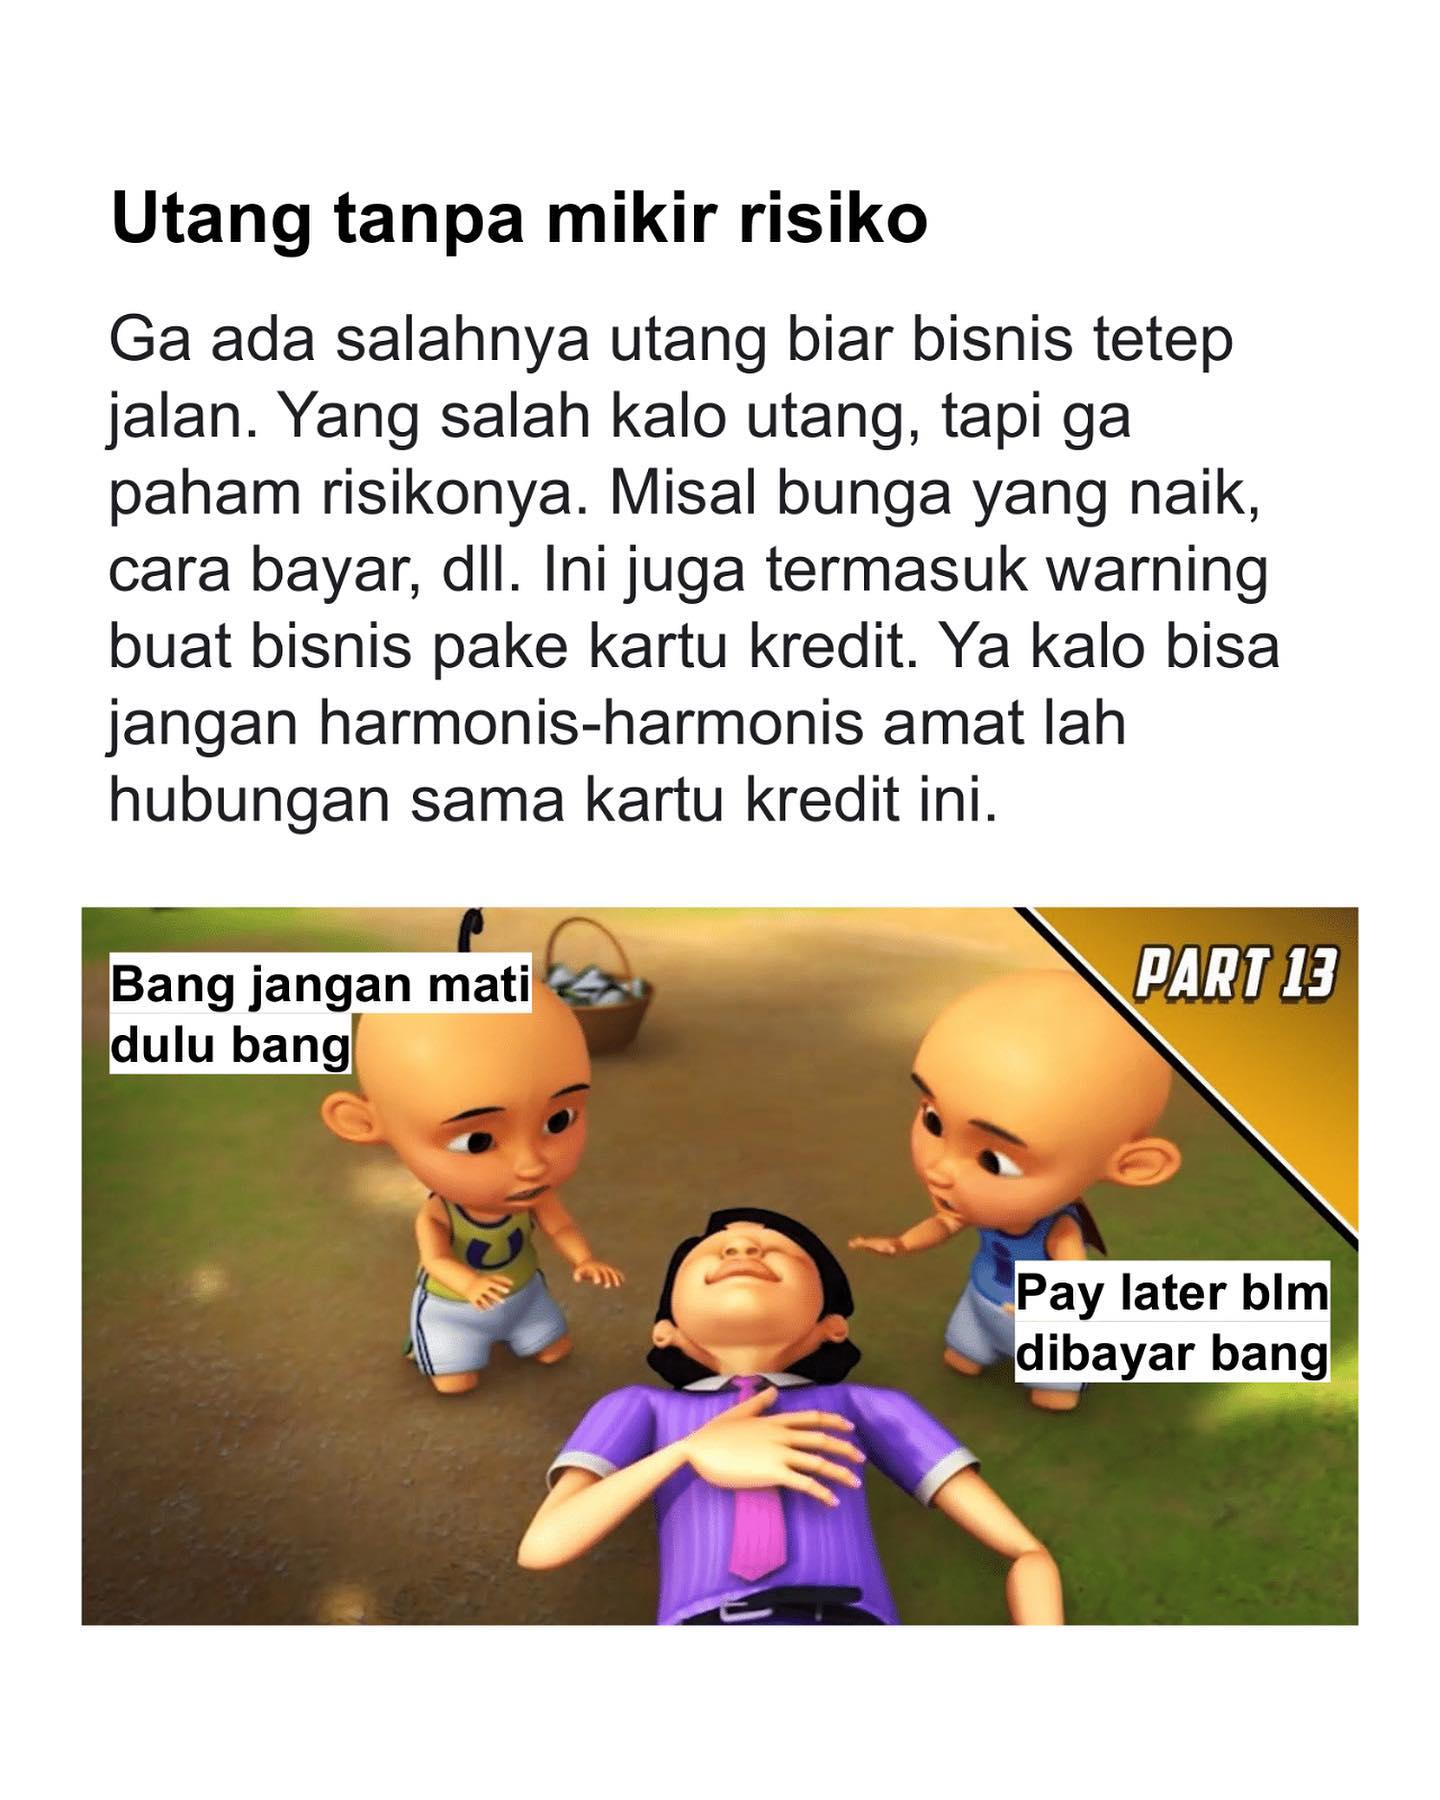 Utang tanpa mikir risiko
Ga ada salahnya utang biar bisnis tetep
jalan. Yang salah kalo utang, tapi ga
paham risikonya. Misal bunga yang naik,
cara bayar, dll. Ini juga termasuk warning
buat bisnis pake kartu kredit. Ya kalo bisa
jangan harmonis-harmonis amat lah
hubungan sama kartu kredit ini.
Bang jangan mati
dulu bang
PART 13
U
i
Pay later blm
dibayar bang